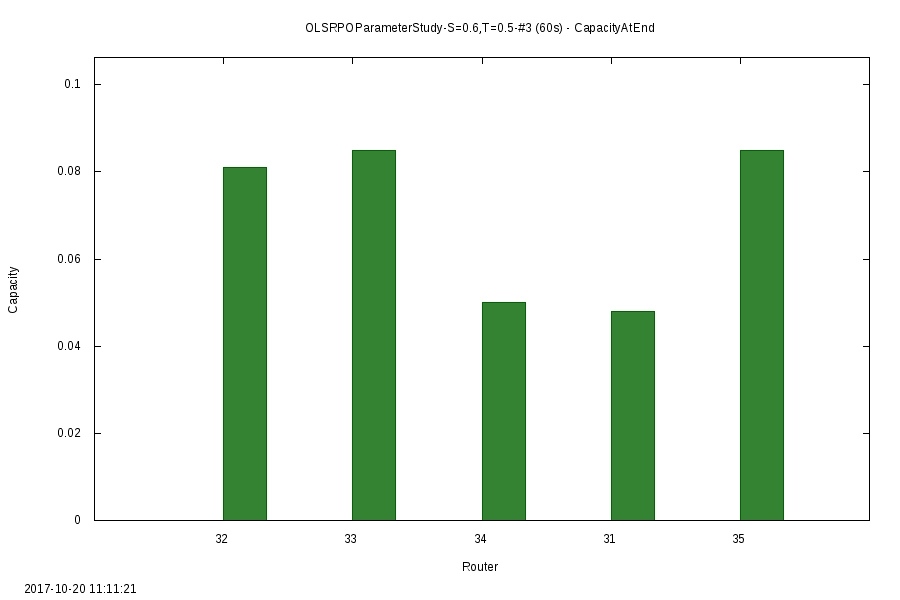 OLSRPOParameterStudy-S=0.6,T=0.5-#3 (60s) - CapacityAtEnd
0.1
0.08
0.06
0.04
0.02
0
Capacity
32 33 34 31 35
Router
2017-10-20 11:11:21